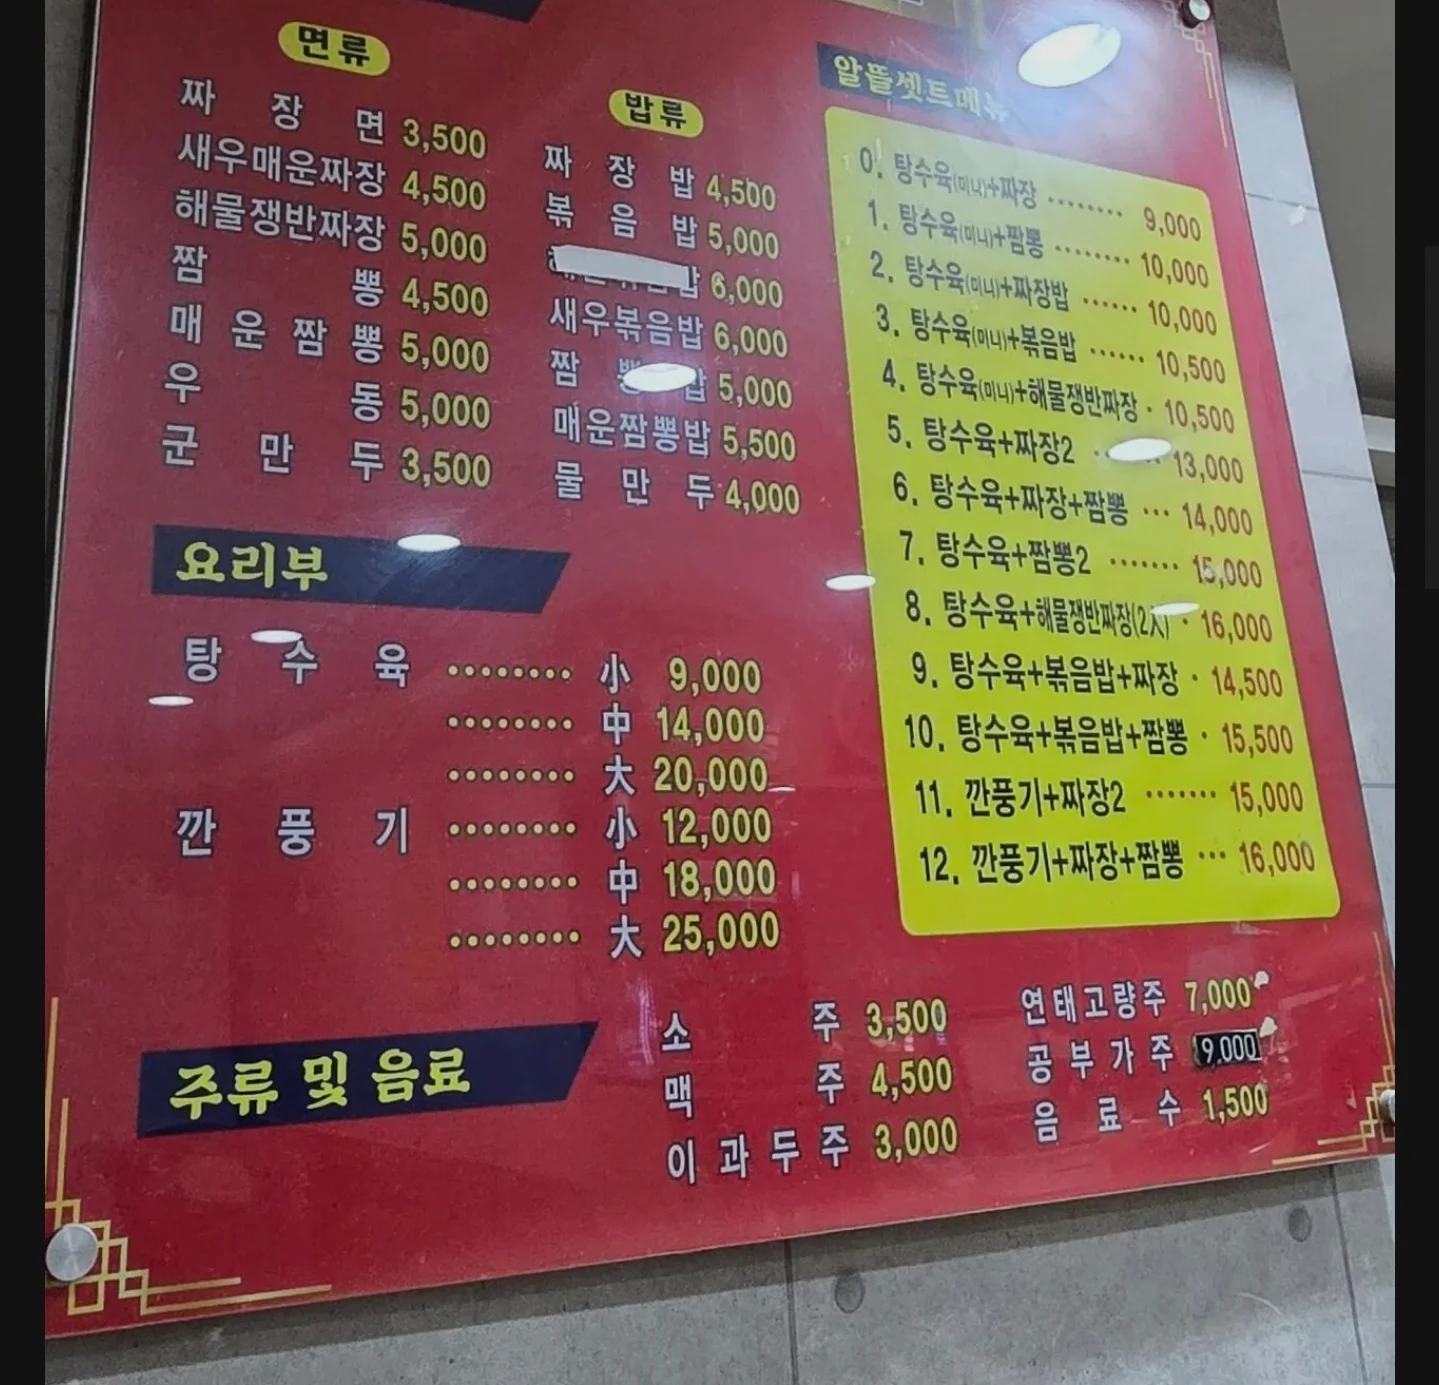 면류
짜장면 3,500
새우매운짜장 4,500
해물쟁반짜장 5,000
짬뽕 4,500
매운짬뽕 5,000
우동 5,000
군만두 3,500
밥류
짜장밥 4,500
볶음밥 5,000
밥 6,000
새우볶음밥 6,000
짬뽕밥 5,000
매운짬뽕밥 5,500
물만두 4,000
알뜰셋트메뉴
0. 탕수육(미니)+짜장 ········ 9,000
1. 탕수육(미니)+짬뽕 ········ 10,000
2. 탕수육(미니)+짜장밥 ······ 10,000
3. 탕수육(미니)+볶음밥 ······ 10,500
4. 탕수육(미니)+해물쟁반짜장 · 10,500
5. 탕수육+짜장2 ······ 13,000
6. 탕수육+짜장+짬뽕 ··· 14,000
7. 탕수육+짬뽕2 ······· 15,000
8. 탕수육+해물쟁반짜장(2人) · 16,000
9. 탕수육+볶음밥+짜장 · 14,500
10. 탕수육+볶음밥+짬뽕 · 15,500
11. 깐풍기+짜장2 ······· 15,000
12. 깐풍기+짜장+짬뽕 ··· 16,000
요리부
탕수육 ········ 小 9,000
········ 中 14,000
········ 大 20,000
깐풍기 ········ 小 12,000
········ 中 18,000
········ 大 25,000
주류 및 음료
소주 3,500
맥주 4,500
이과두주 3,000
연태고량주 7,000
공부가주 9,000
음료수 1,500